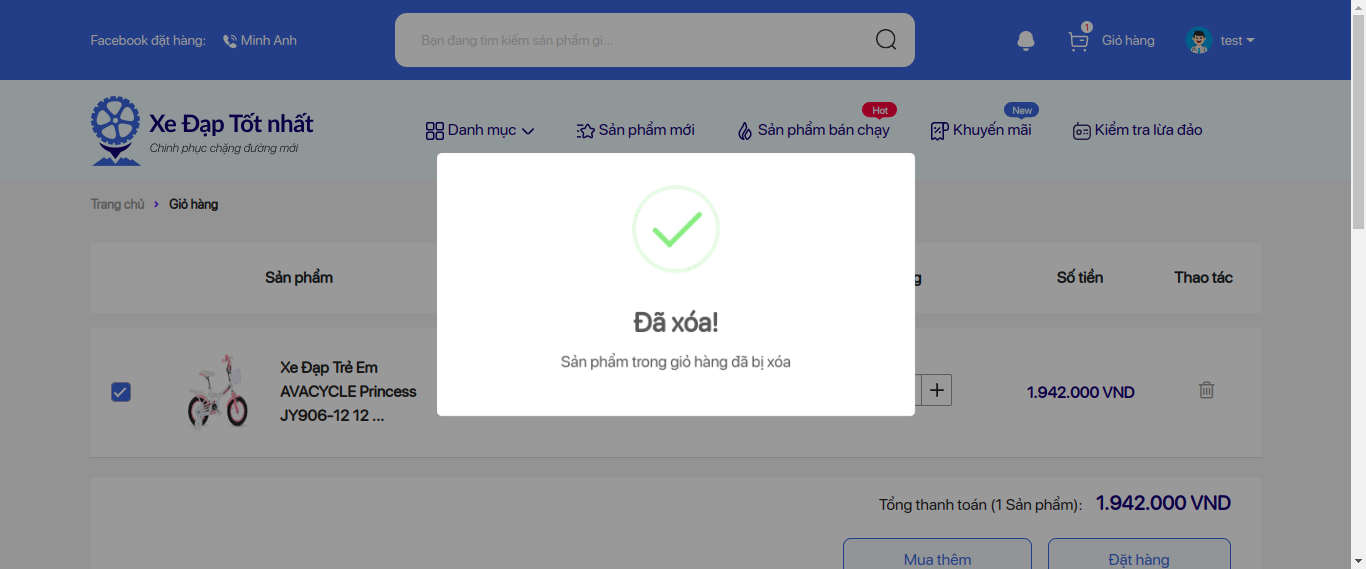 Facebook đặt hàng: Minh Anh
Bạn đang tìm kiếm sản phẩm gì...
1
Giỏ hàng
test
Xe Đạp Tốt nhất
Chinh phục chặng đường mới
Danh mục
Sản phẩm mới
Hot
Sản phẩm bán chạy
New
Khuyến mãi
Kiểm tra lừa đảo
Trang chủ > Giỏ hàng
Sản phẩm
g
Số tiền
Thao tác
Đã xóa!
Sản phẩm trong giỏ hàng đã bị xóa
Xe Đạp Trẻ Em
AVACYCLE Princess
JY906-12 12 ...
+
1.942.000 VND
Tổng thanh toán (1 Sản phẩm): 1.942.000 VND
Mua thêm
Đặt hàng